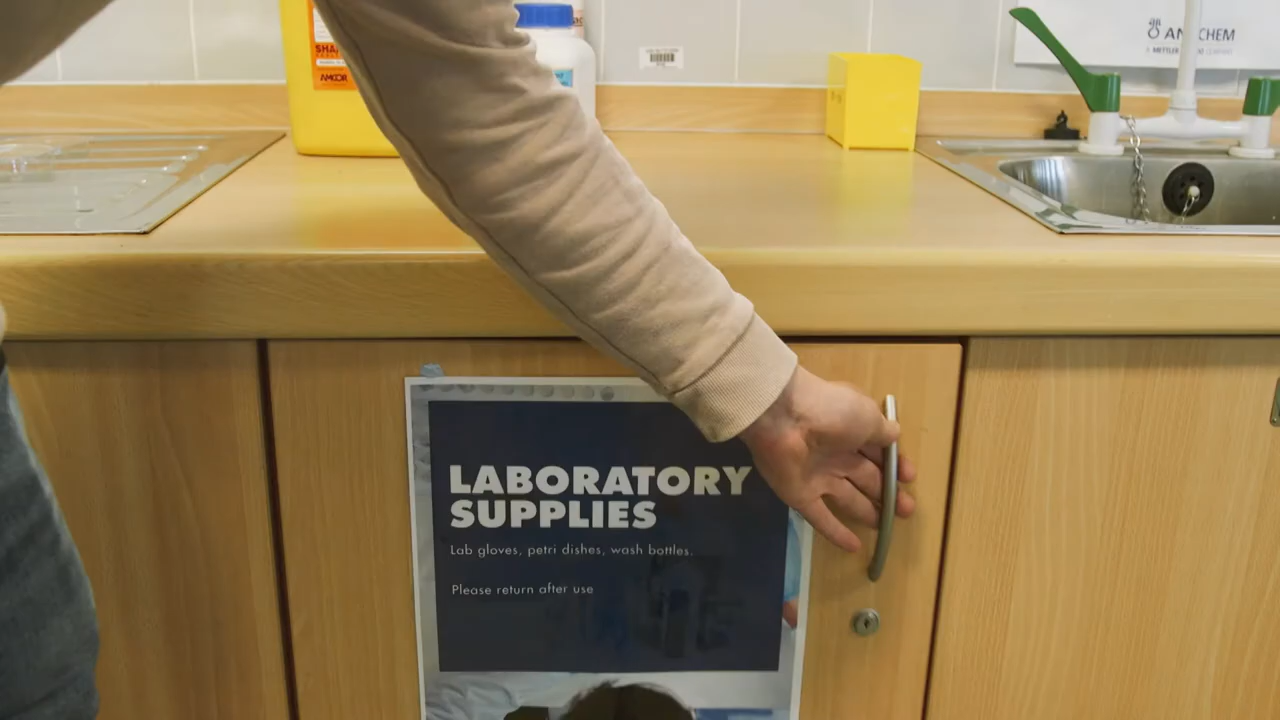 LABORATORY
SUPPLIES
Lab gloves, petri dishes, wash bottles.
Please return after use